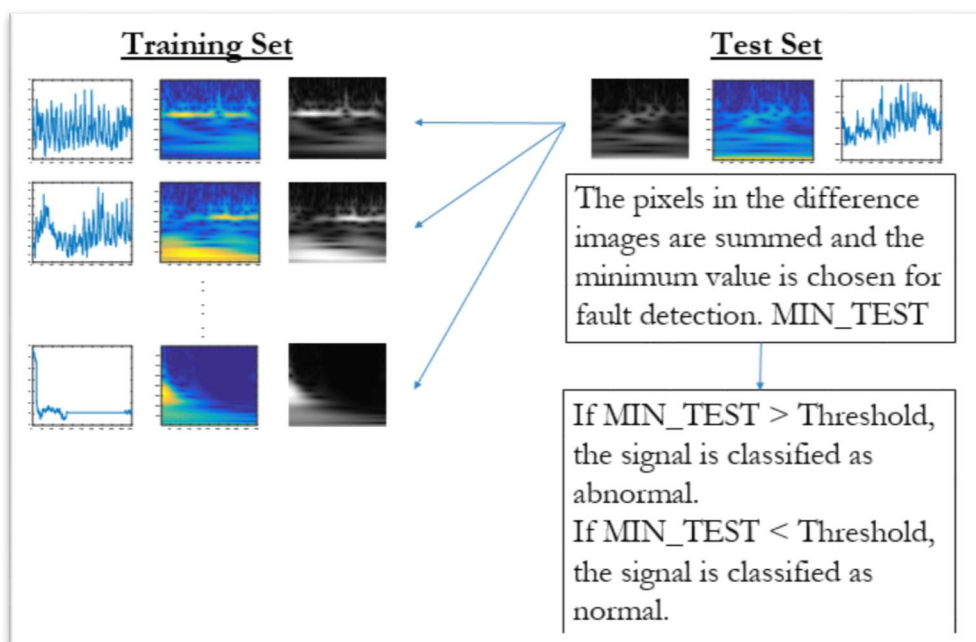 Training Set
Test Set
The pixels in the difference
images are summed and the
minimum value is chosen for
fault detection. MIN_TEST
If MIN_TEST > Threshold,
the signal is classified as
abnormal.
If MIN_TEST < Threshold,
the signal is classified as
normal.